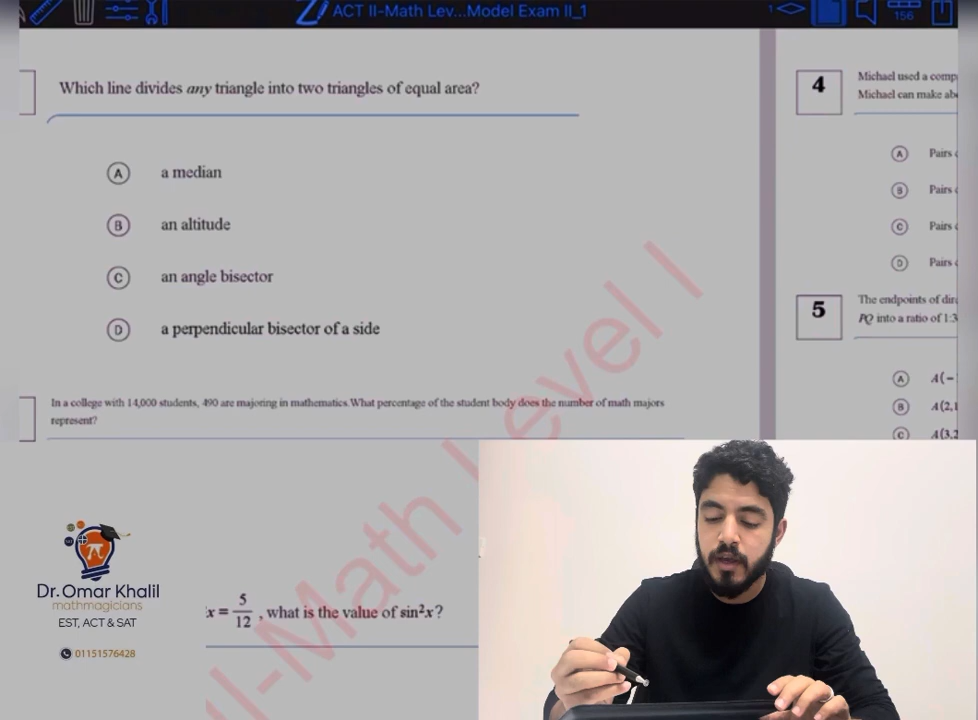 ACT II-Math Lev...Model Exam II_1
1
156
Which line divides any triangle into two triangles of equal area?
A a median
B an altitude
C an angle bisector
D a perpendicular bisector of a side
In a college with 14,000 students, 490 are majoring in mathematics. What percentage of the student body does the number of math majors
represent?
x = 5/12 , what is the value of sin²x?
4
Michael used a comp
Michael can make ab
A Pairs
B Pairs
C Pairs
D Pairs
5
The endpoints of dir
PQ into a ratio of 1:3
A A(-
B A(2,1
C A(3,2
Math Level I
Dr.Omar Khalil
mathmagicians
EST, ACT & SAT
01151576428